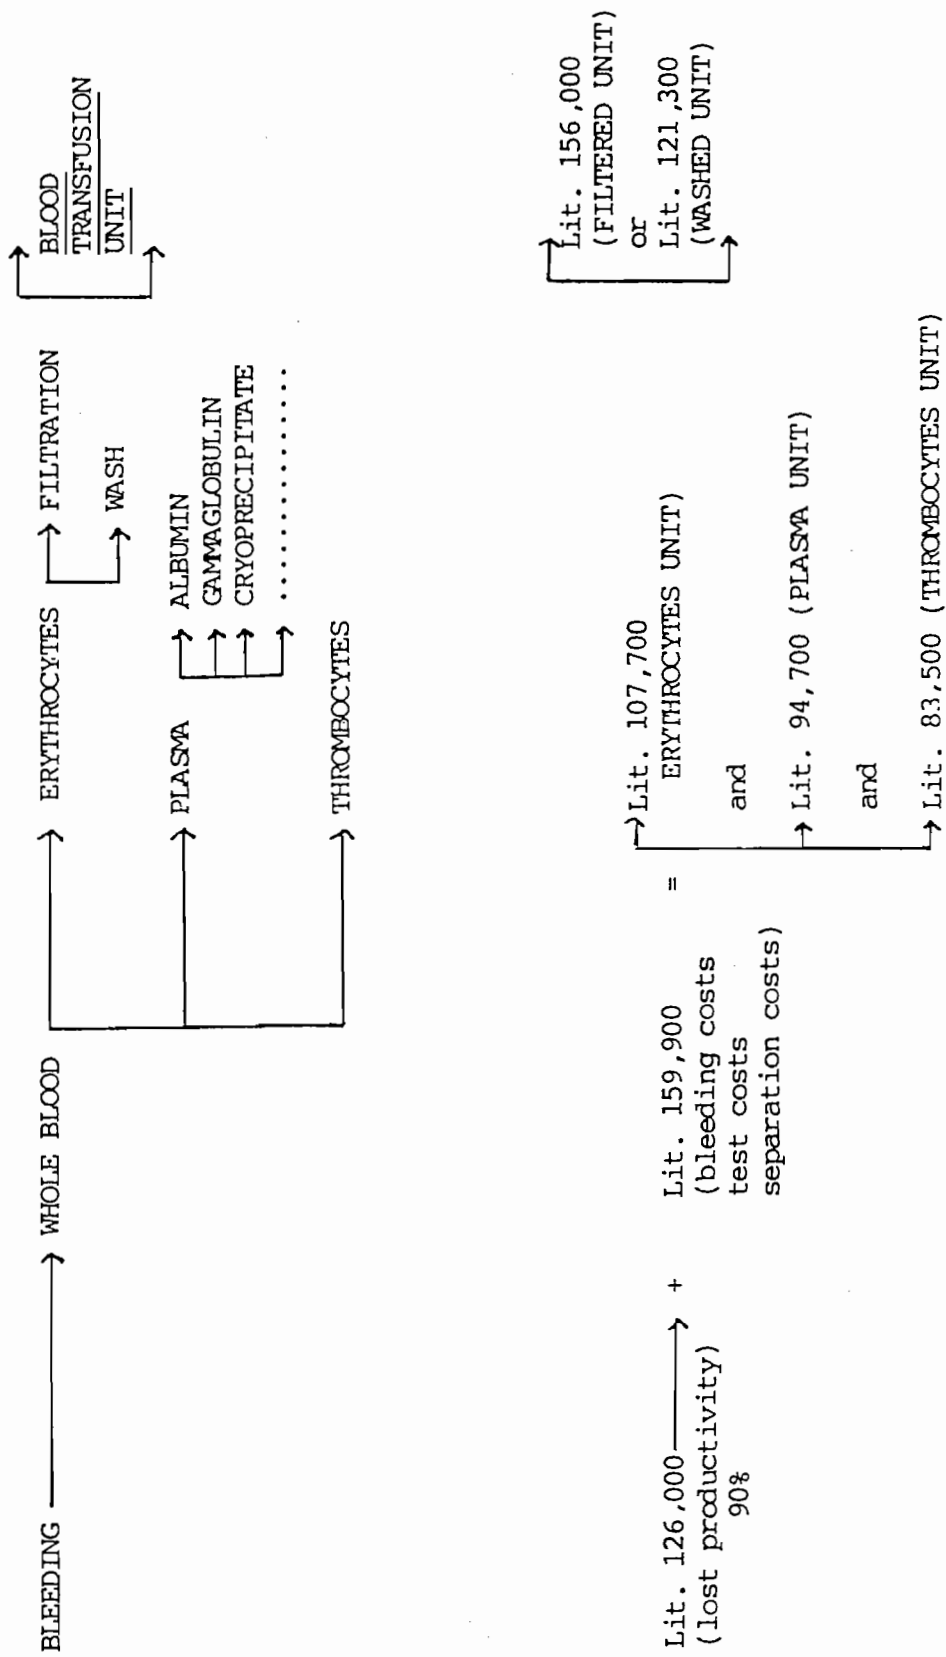 BLEEDING
WHOLE BLOOD
ERYTHROCYTES
FILTRATION
WASH
BLOOD
TRANSFUSION
UNIT
PLASMA
ALBUMIN
GAMMAGLOBULIN
CRYOPRECIPITATE
............
THROMBOCYTES
Lit. 126,000
(lost productivity)
90%
+
Lit. 159,900
(bleeding costs
test costs
separation costs)
=
Lit. 107,700
ERYTHROCYTES UNIT)
and
Lit. 94,700 (PLASMA UNIT)
and
Lit. 83,500 (THROMBOCYTES UNIT)
Lit. 156,000
(FILTERED UNIT)
or
Lit. 121,300
(WASHED UNIT)